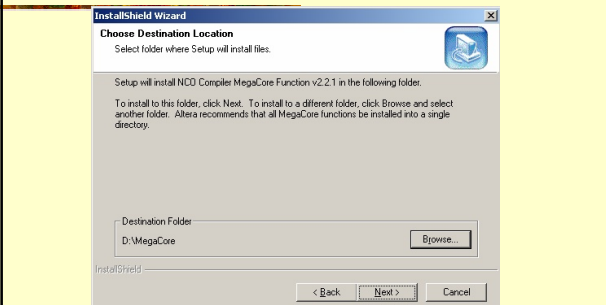 InstallShield Wizard
Choose Destination Location
Select folder where Setup will install files.
Setup will install NCO Compiler MegaCore Function v2.2.1 in the following folder.
To install to this folder, click Next. To install to a different folder, click Browse and select
another folder. Altera recommends that all MegaCore functions be installed into a single
directory.
Destination Folder
D:\MegaCore
Browse...
InstallShield
< Back
Next >
Cancel